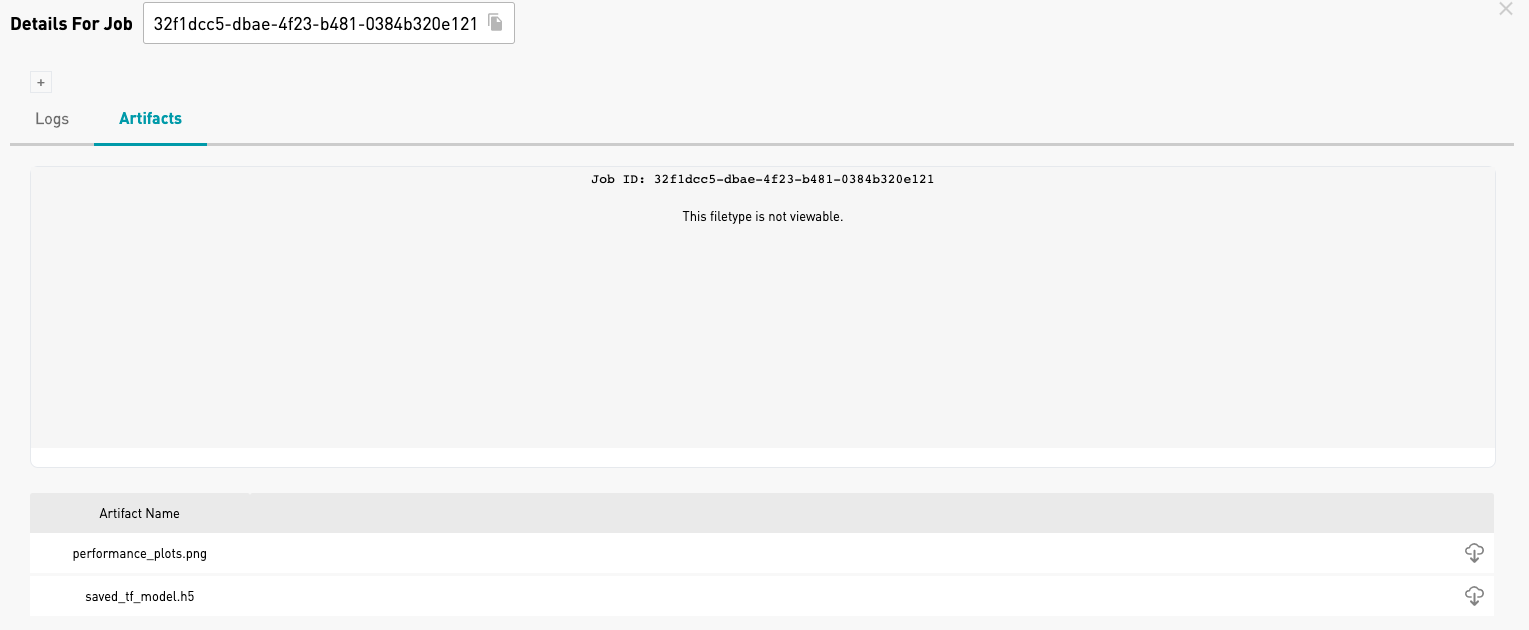 Details For Job 32f1dcc5-dbae-4f23-b481-0384b320e121
+
Logs Artifacts
Job ID: 32f1dcc5-dbae-4f23-b481-0384b320e121
This filetype is not viewable.
Artifact Name
performance_plots.png
saved_tf_model.h5